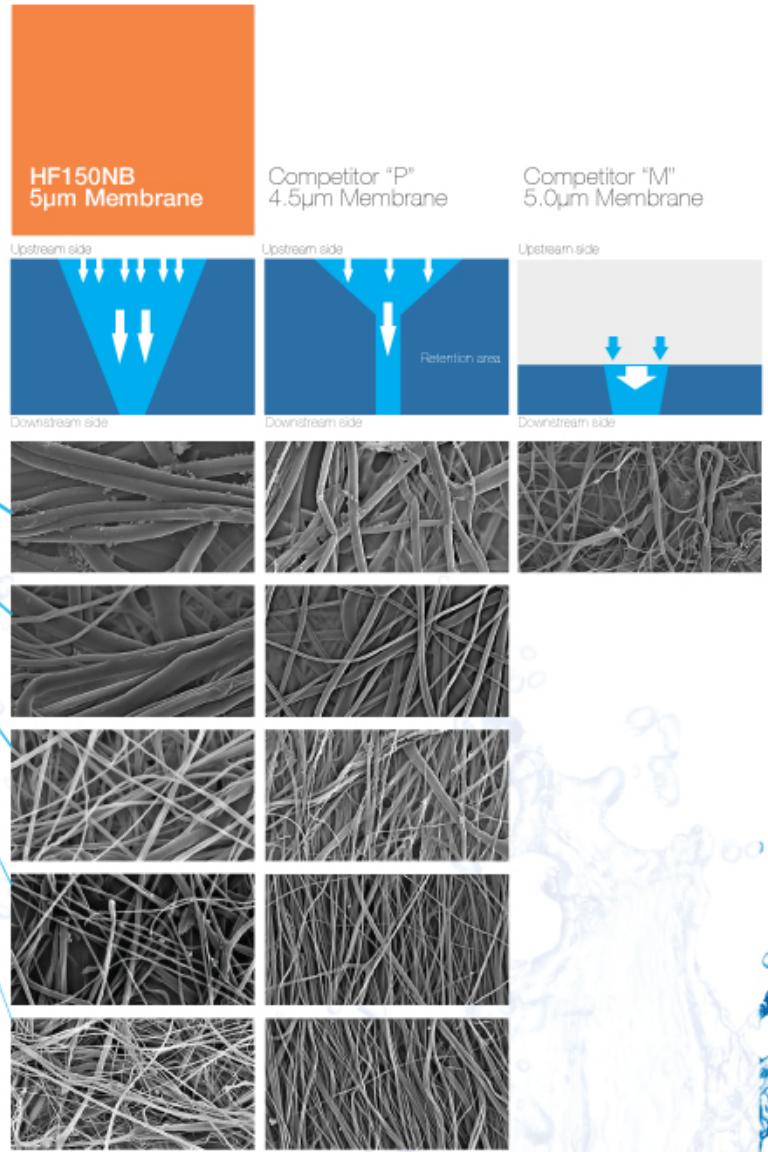 HF150NB
5µm Membrane
Competitor “P”
4.5µm Membrane
Competitor “M”
5.0µm Membrane
Upstream side
Upstream side
Upstream side
Retention area
Downstream side
Downstream side
Downstream side